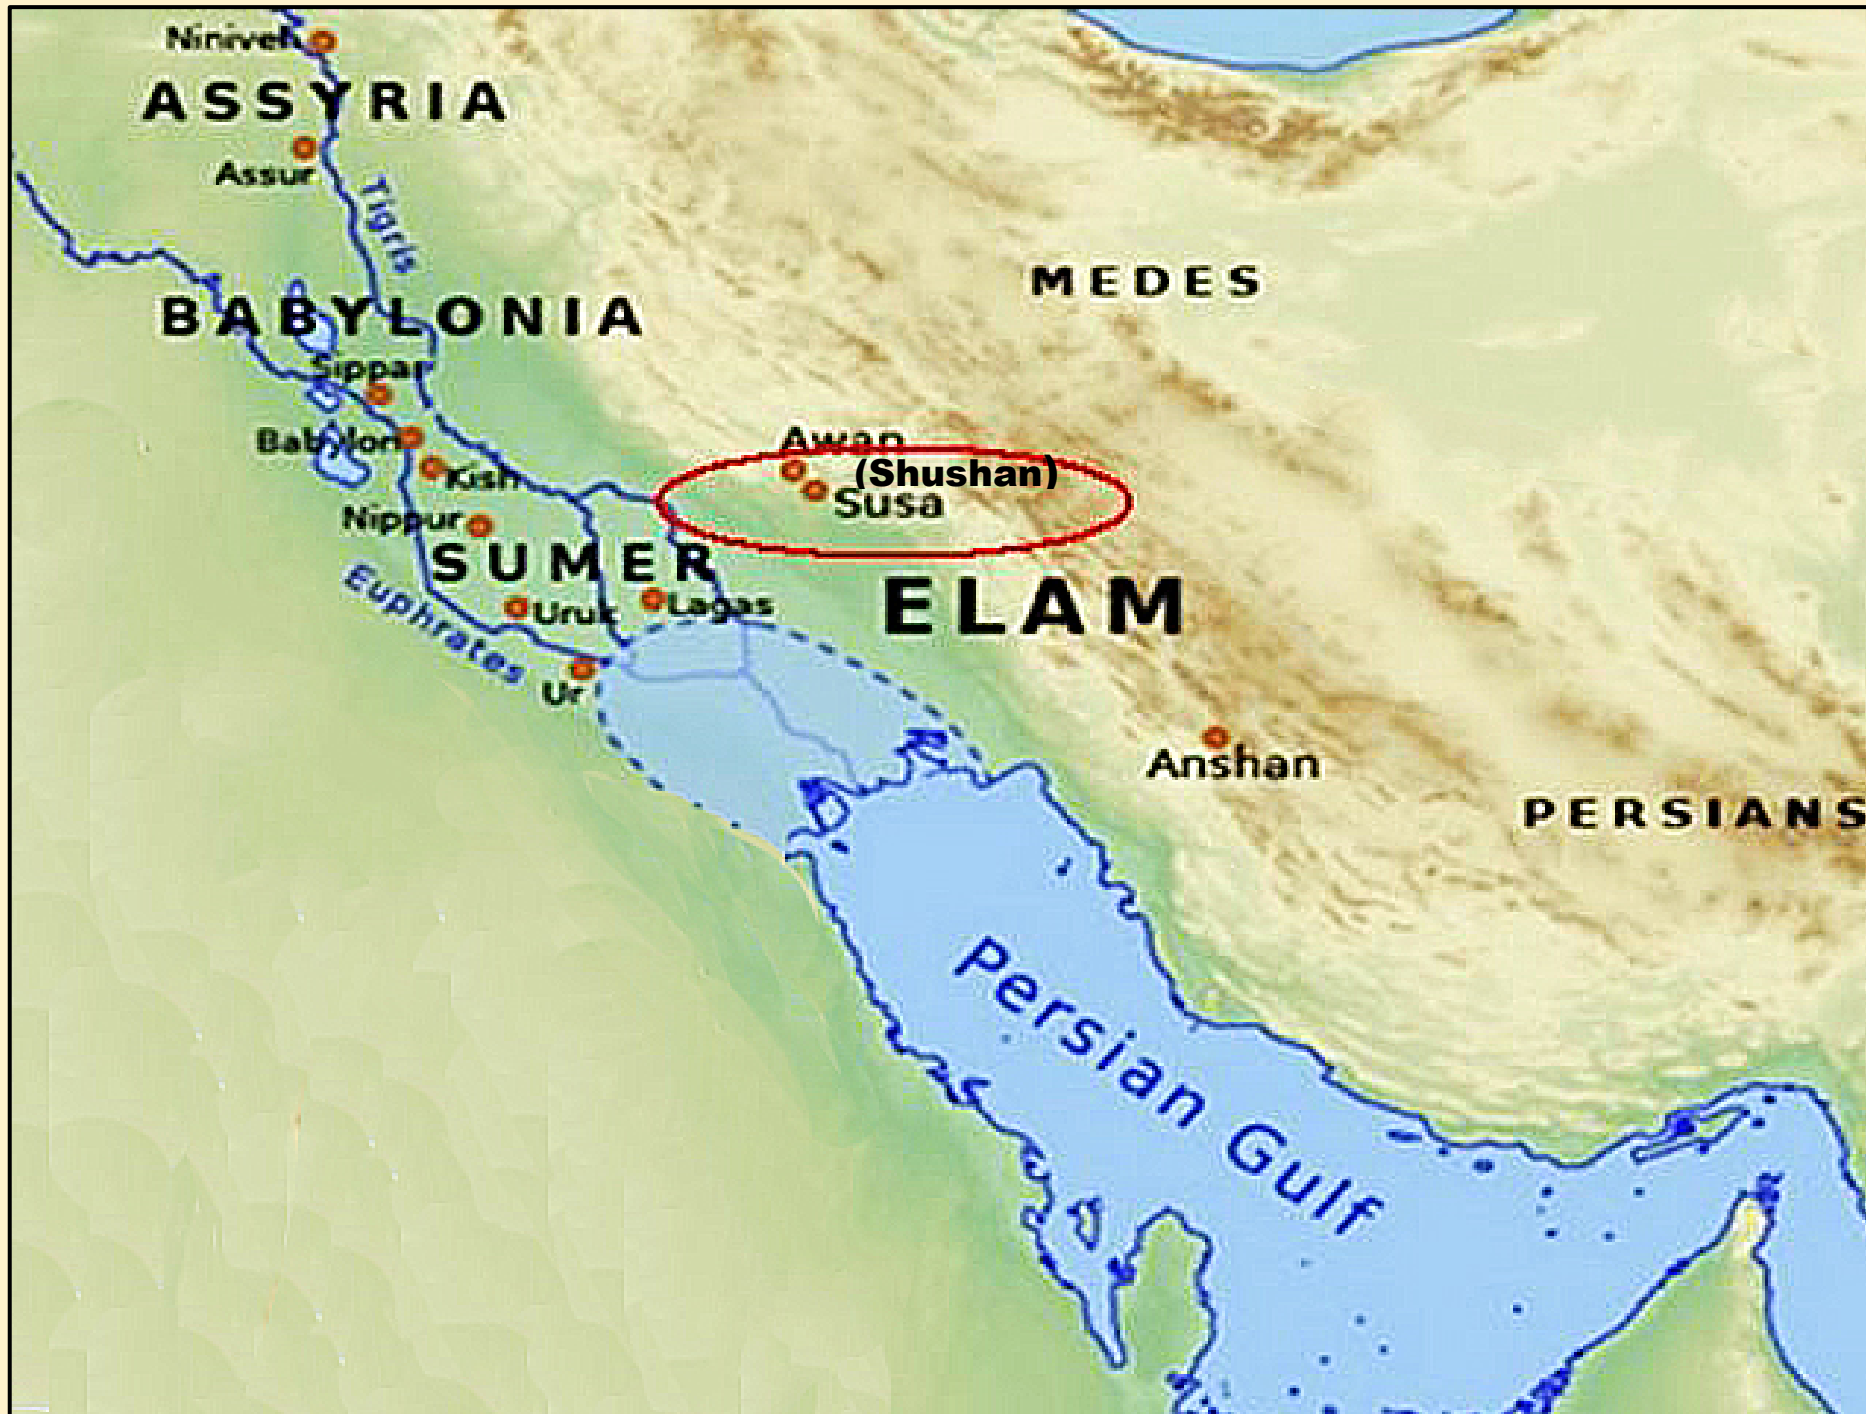 Niniveh
ASSYRIA
Assur
Tigris
MEDES
BABYLONIA
Sippar
Babylon
Kish
Awan
(Shushan)
Susa
Nippur
SUMER
Euphrates
Uruk
Lagas
ELAM
Ur
Anshan
PERSIANS
Persian Gulf